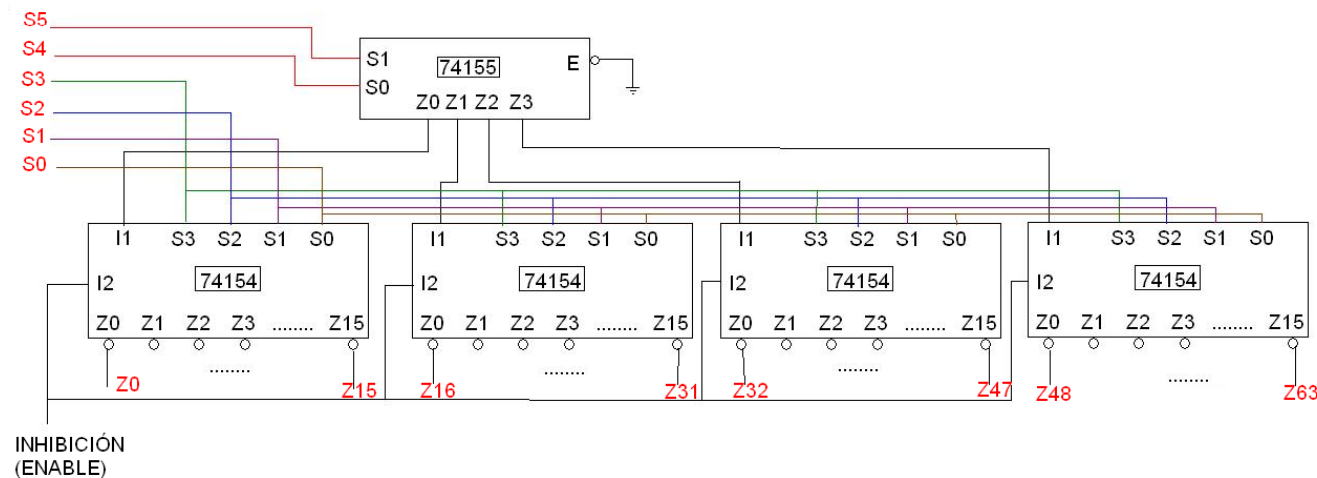 S5
S4
S3
S2
S1
S0
S1
S0
74155
E
Z0 Z1 Z2 Z3
I1 S3 S2 S1 S0
I2
74154
Z0 Z1 Z2 Z3 ........ Z15
........
Z0
Z15
I1 S3 S2 S1 S0
I2
74154
Z0 Z1 Z2 Z3 ...... Z15
........
Z16
Z31
I1 S3 S2 S1 S0
I2
74154
Z0 Z1 Z2 Z3 ...... Z15
........
Z32
Z47
I1 S3 S2 S1 S0
74154
I2
Z0 Z1 Z2 Z3 ........ Z15
........
Z48
Z63
INHIBICIÓN
(ENABLE)